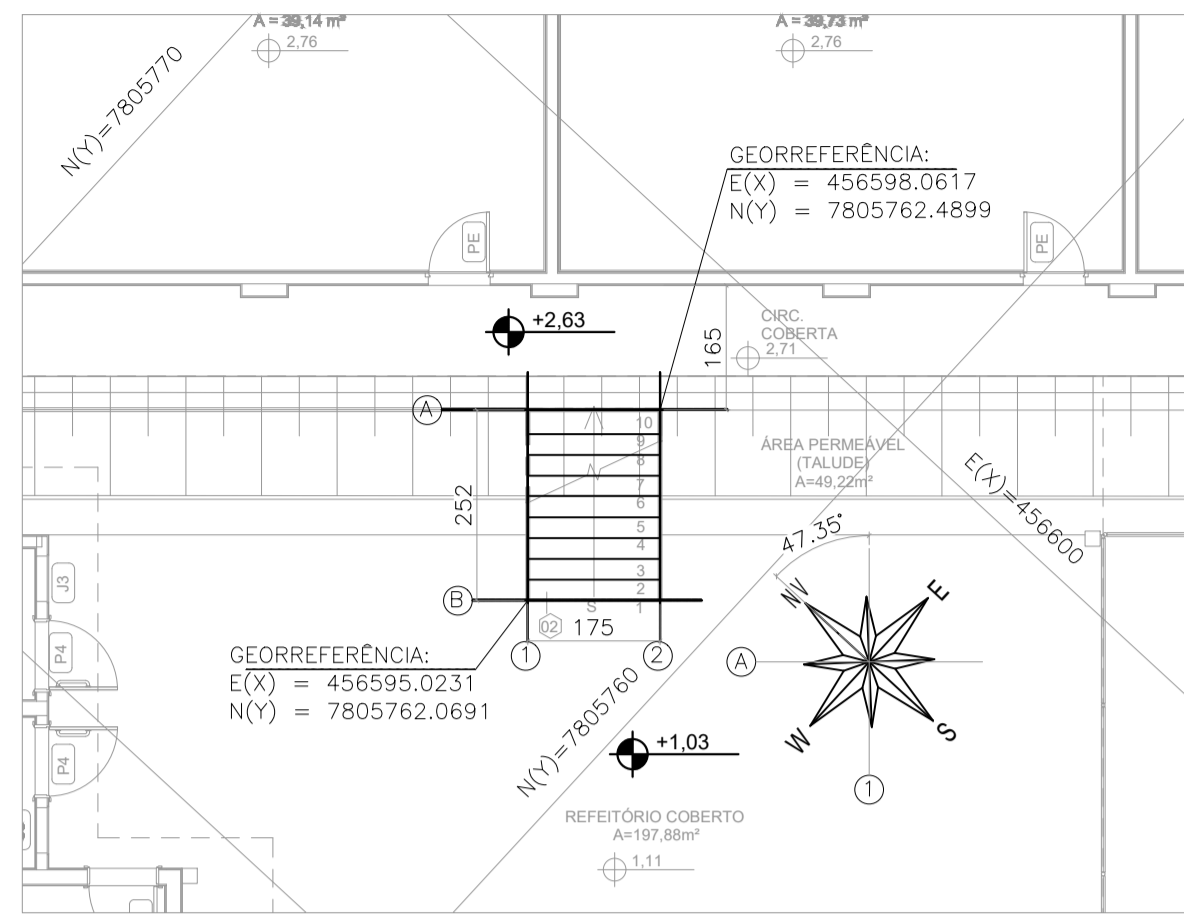 A = 39,14 m²
2,76
A = 39,73 m²
2,76
N(Y)=7805770
GEORREFERÊNCIA:
E(X) = 456598.0617
N(Y) = 7805762.4899
PE
PE
+2,63
165
CIRC.
COBERTA
2,71
A
10
9
8
7
6
5
4
3
2
1
N
S
252
ÁREA PERMEÁVEL
(TALUDE)
A=49,22m²
E(X)=456600
47.35°
B
02
175
1
2
J3
P4
P4
GEORREFERÊNCIA:
E(X) = 456595.0231
N(Y) = 7805762.0691
N(Y)=7805760
E
W
S
A
1
+1,03
REFEITÓRIO COBERTO
A=197,88m²
1,11